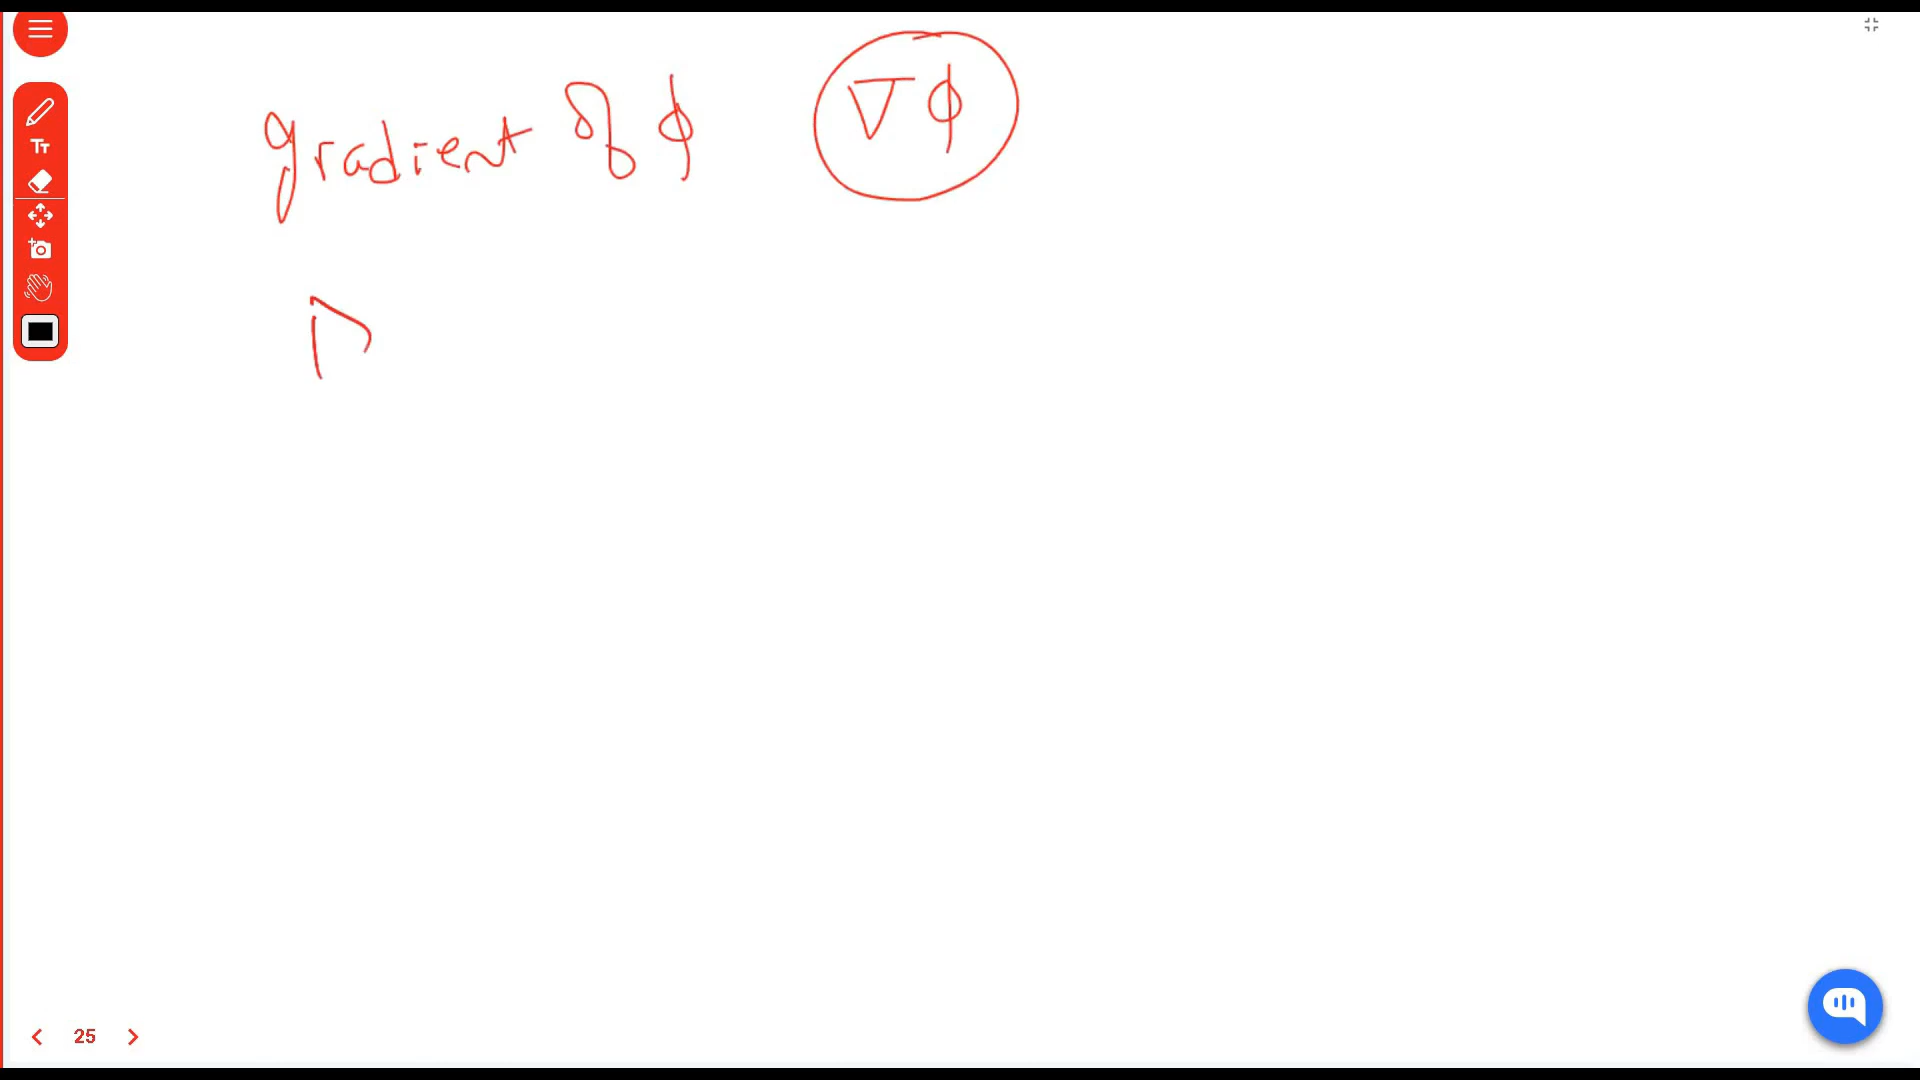 gradient of ϕ ∇ϕ
25